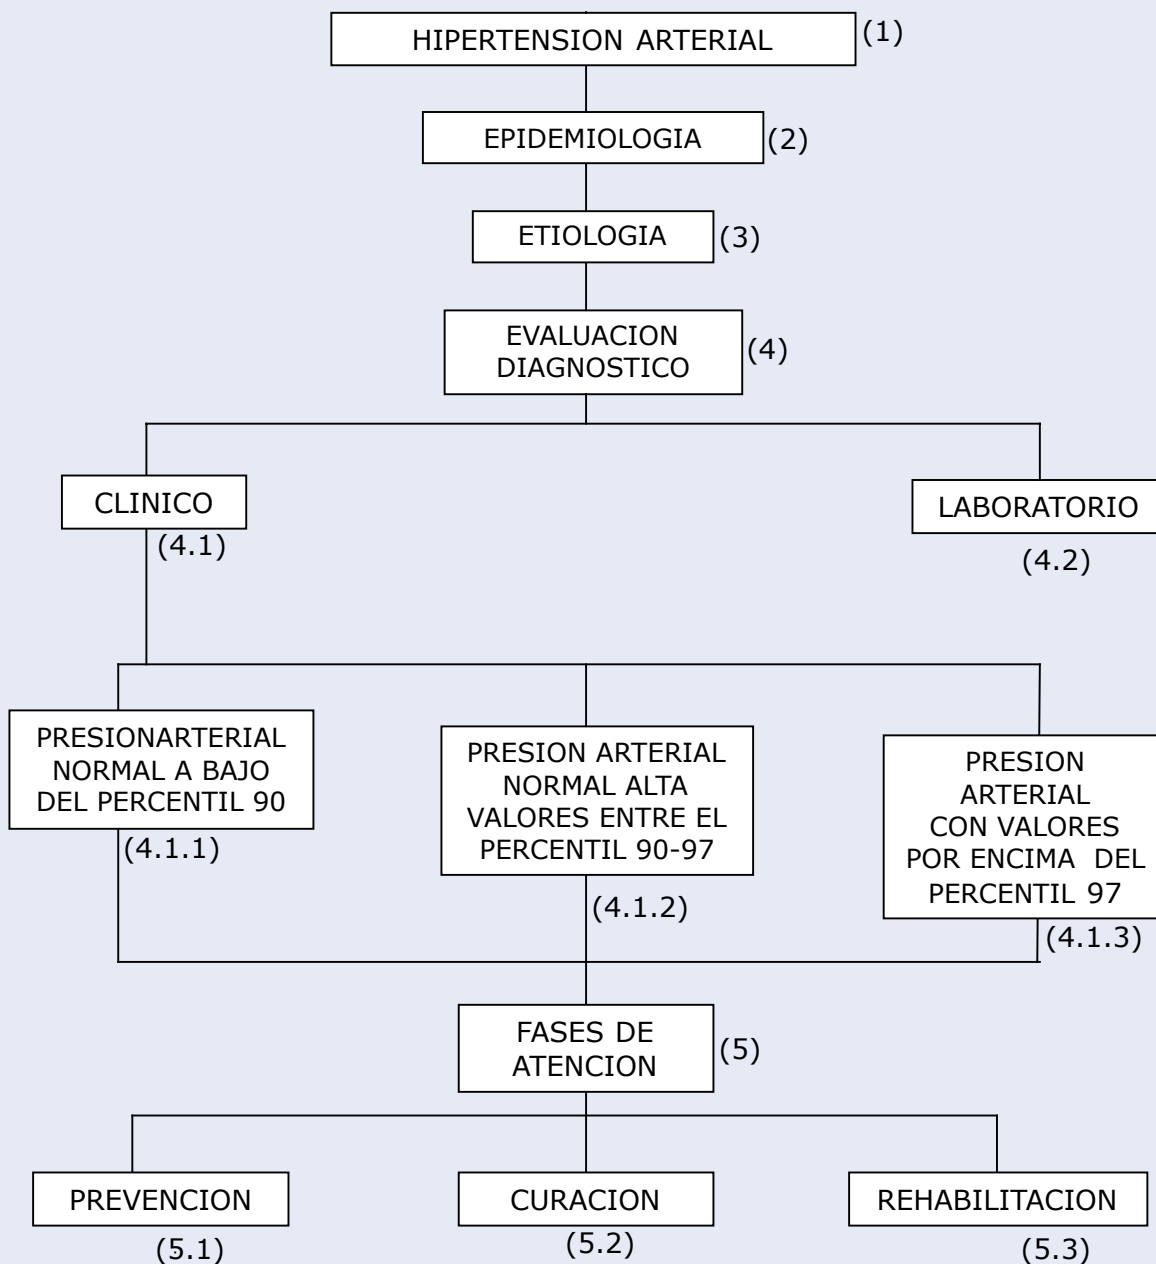 HIPERTENSION ARTERIAL (1)
EPIDEMIOLOGIA (2)
ETIOLOGIA (3)
EVALUACION
DIAGNOSTICO (4)
CLINICO
(4.1)
LABORATORIO
(4.2)
PRESIONARTERIAL
NORMAL A BAJO
DEL PERCENTIL 90
(4.1.1)
PRESION ARTERIAL
NORMAL ALTA
VALORES ENTRE EL
PERCENTIL 90-97
(4.1.2)
PRESION
ARTERIAL
CON VALORES
POR ENCIMA DEL
PERCENTIL 97
(4.1.3)
FASES DE
ATENCION (5)
PREVENCION
(5.1)
CURACION
(5.2)
REHABILITACION
(5.3)